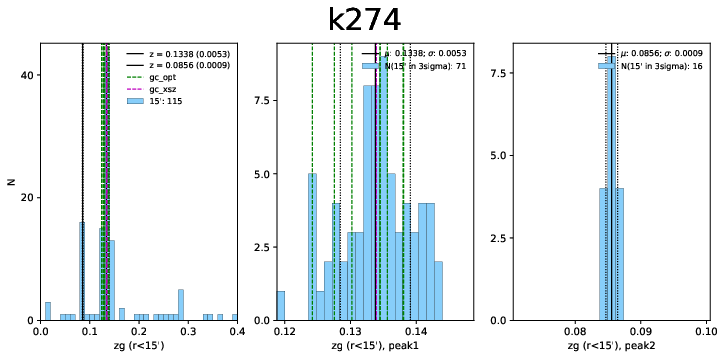 k274
z = 0.1338 (0.0053)
z = 0.0856 (0.0009)
gc_opt
gc_xsz
15': 115
N
40
20
0
0.0 0.1 0.2 0.3 0.4
zg (r<15')
μ: 0.1338; σ: 0.0053
N(15' in 3sigma): 71
7.5
5.0
2.5
0.0
0.12 0.13 0.14
zg (r<15'), peak1
μ: 0.0856; σ: 0.0009
N(15' in 3sigma): 16
7.5
5.0
2.5
0.0
0.08 0.09 0.10
zg (r<15'), peak2